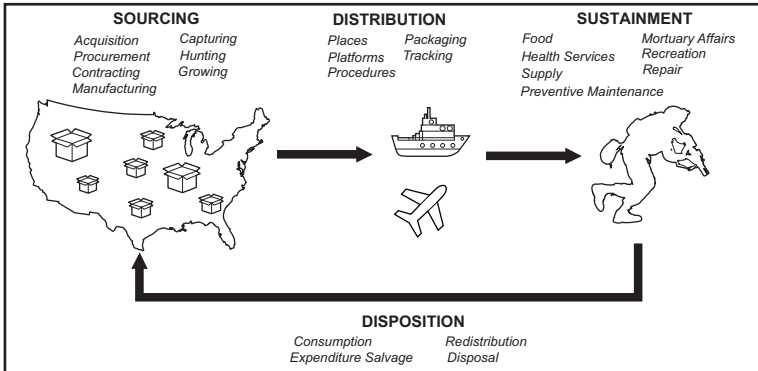 SOURCING
Acquisition
Procurement
Contracting
Manufacturing
Capturing
Hunting
Growing
DISTRIBUTION
Places
Platforms
Procedures
Packaging
Tracking
SUSTAINMENT
Food
Health Services
Supply
Preventive Maintenance
Mortuary Affairs
Recreation
Repair
DISPOSITION
Consumption
Expenditure Salvage
Redistribution
Disposal